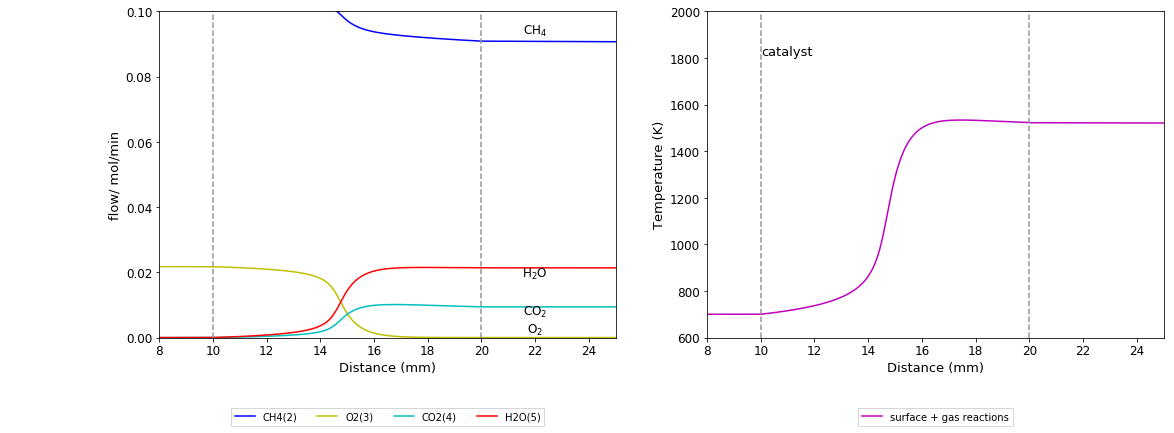 0.10
0.08
0.06
0.04
0.02
0.00
flow/ mol/min
CH4
H2O
CO2
O2
8 10 12 14 16 18 20 22 24
Distance (mm)
CH4(2) O2(3) CO2(4) H2O(5)
2000
1800
1600
1400
1200
1000
800
600
Temperature (K)
catalyst
8 10 12 14 16 18 20 22 24
Distance (mm)
surface + gas reactions